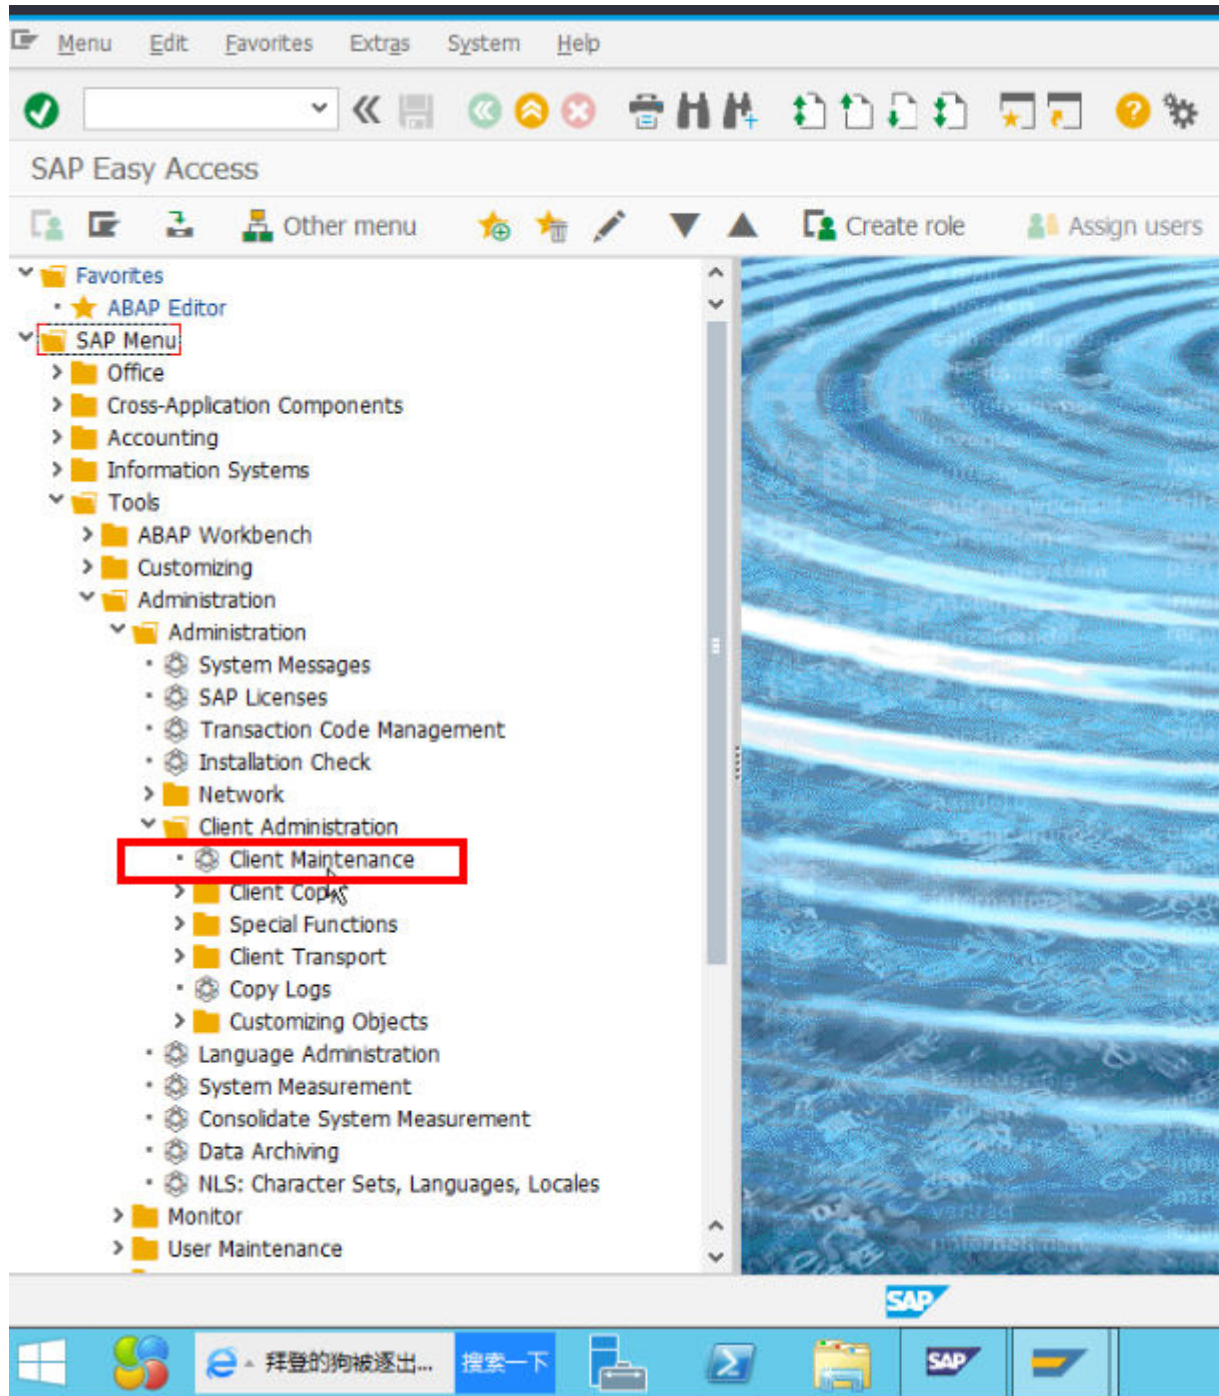 Menu Edit Favorites Extras System Help
SAP Easy Access
Other menu Create role Assign users
Favorites
ABAP Editor
SAP Menu
Office
Cross-Application Components
Accounting
Information Systems
Tools
ABAP Workbench
Customizing
Administration
Administration
System Messages
SAP Licenses
Transaction Code Management
Installation Check
Network
Client Administration
Client Maintenance
Client Copy
Special Functions
Client Transport
Copy Logs
Customizing Objects
Language Administration
System Measurement
Consolidate System Measurement
Data Archiving
NLS: Character Sets, Languages, Locales
Monitor
User Maintenance
SAP
拜登的狗被逐出... 搜索一下 SAP